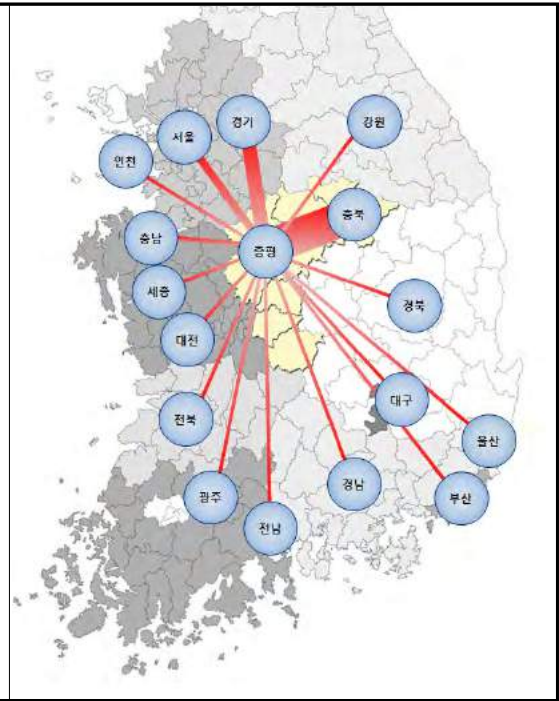 경기
강원
서울
인천
충북
충남
증평
세종
경북
대전
대구
전북
울산
경남
광주
부산
전남